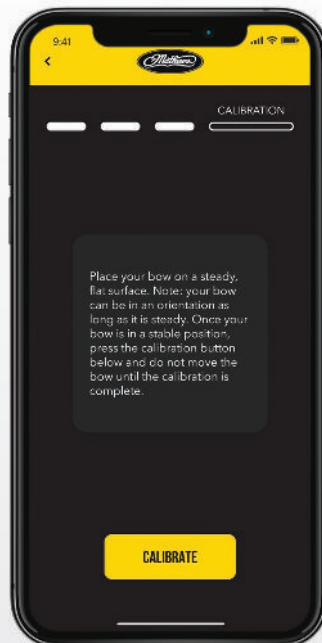 9:41
Mathews
CALIBRATION
Place your bow on a steady,
flat surface. Note: your bow
can be in an orientation as
long as it is steady. Once your
bow is in a stable position,
press the calibration button
below and do not move the
bow until the calibration is
complete.
CALIBRATE